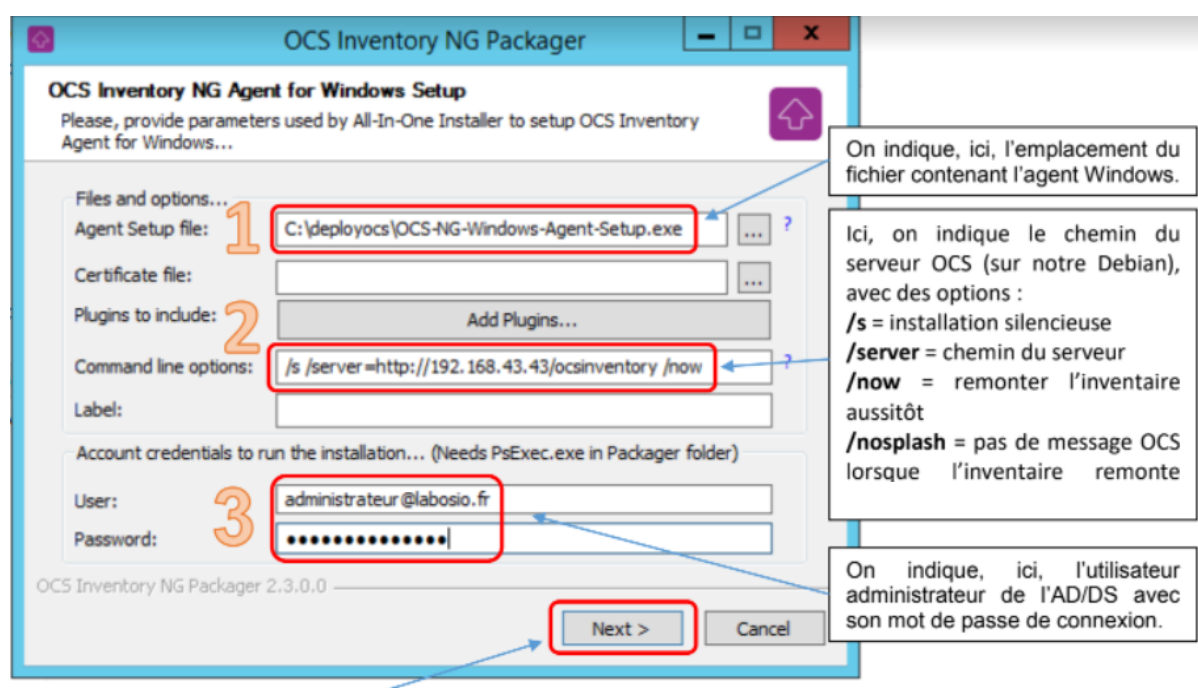 OCS Inventory NG Packager
OCS Inventory NG Agent for Windows Setup
Please, provide parameters used by All-In-One Installer to setup OCS Inventory
Agent for Windows...
Files and options...
1
Agent Setup file:
C:\deployocs\OCS-NG-Windows-Agent-Setup.exe
...
?
Certificate file:
...
Plugins to include:
2
Add Plugins...
Command line options:
/s /server=http://192.168.43.43/ocsinventory /now
?
Label:
Account credentials to run the installation... (Needs PsExec.exe in Packager folder)
User:
3
administrateur@labosio.fr
Password:
●●●●●●●●●●●●●●
OCS Inventory NG Packager 2.3.0.0
Next >
Cancel
On indique, ici, l'emplacement du
fichier contenant l'agent Windows.
Ici, on indique le chemin du
serveur OCS (sur notre Debian),
avec des options :
/s = installation silencieuse
/server = chemin du serveur
/now = remonter l'inventaire
aussitôt
/nosplash = pas de message OCS
lorsque l'inventaire remonte
On indique, ici, l'utilisateur
administrateur de l'AD/DS avec
son mot de passe de connexion.